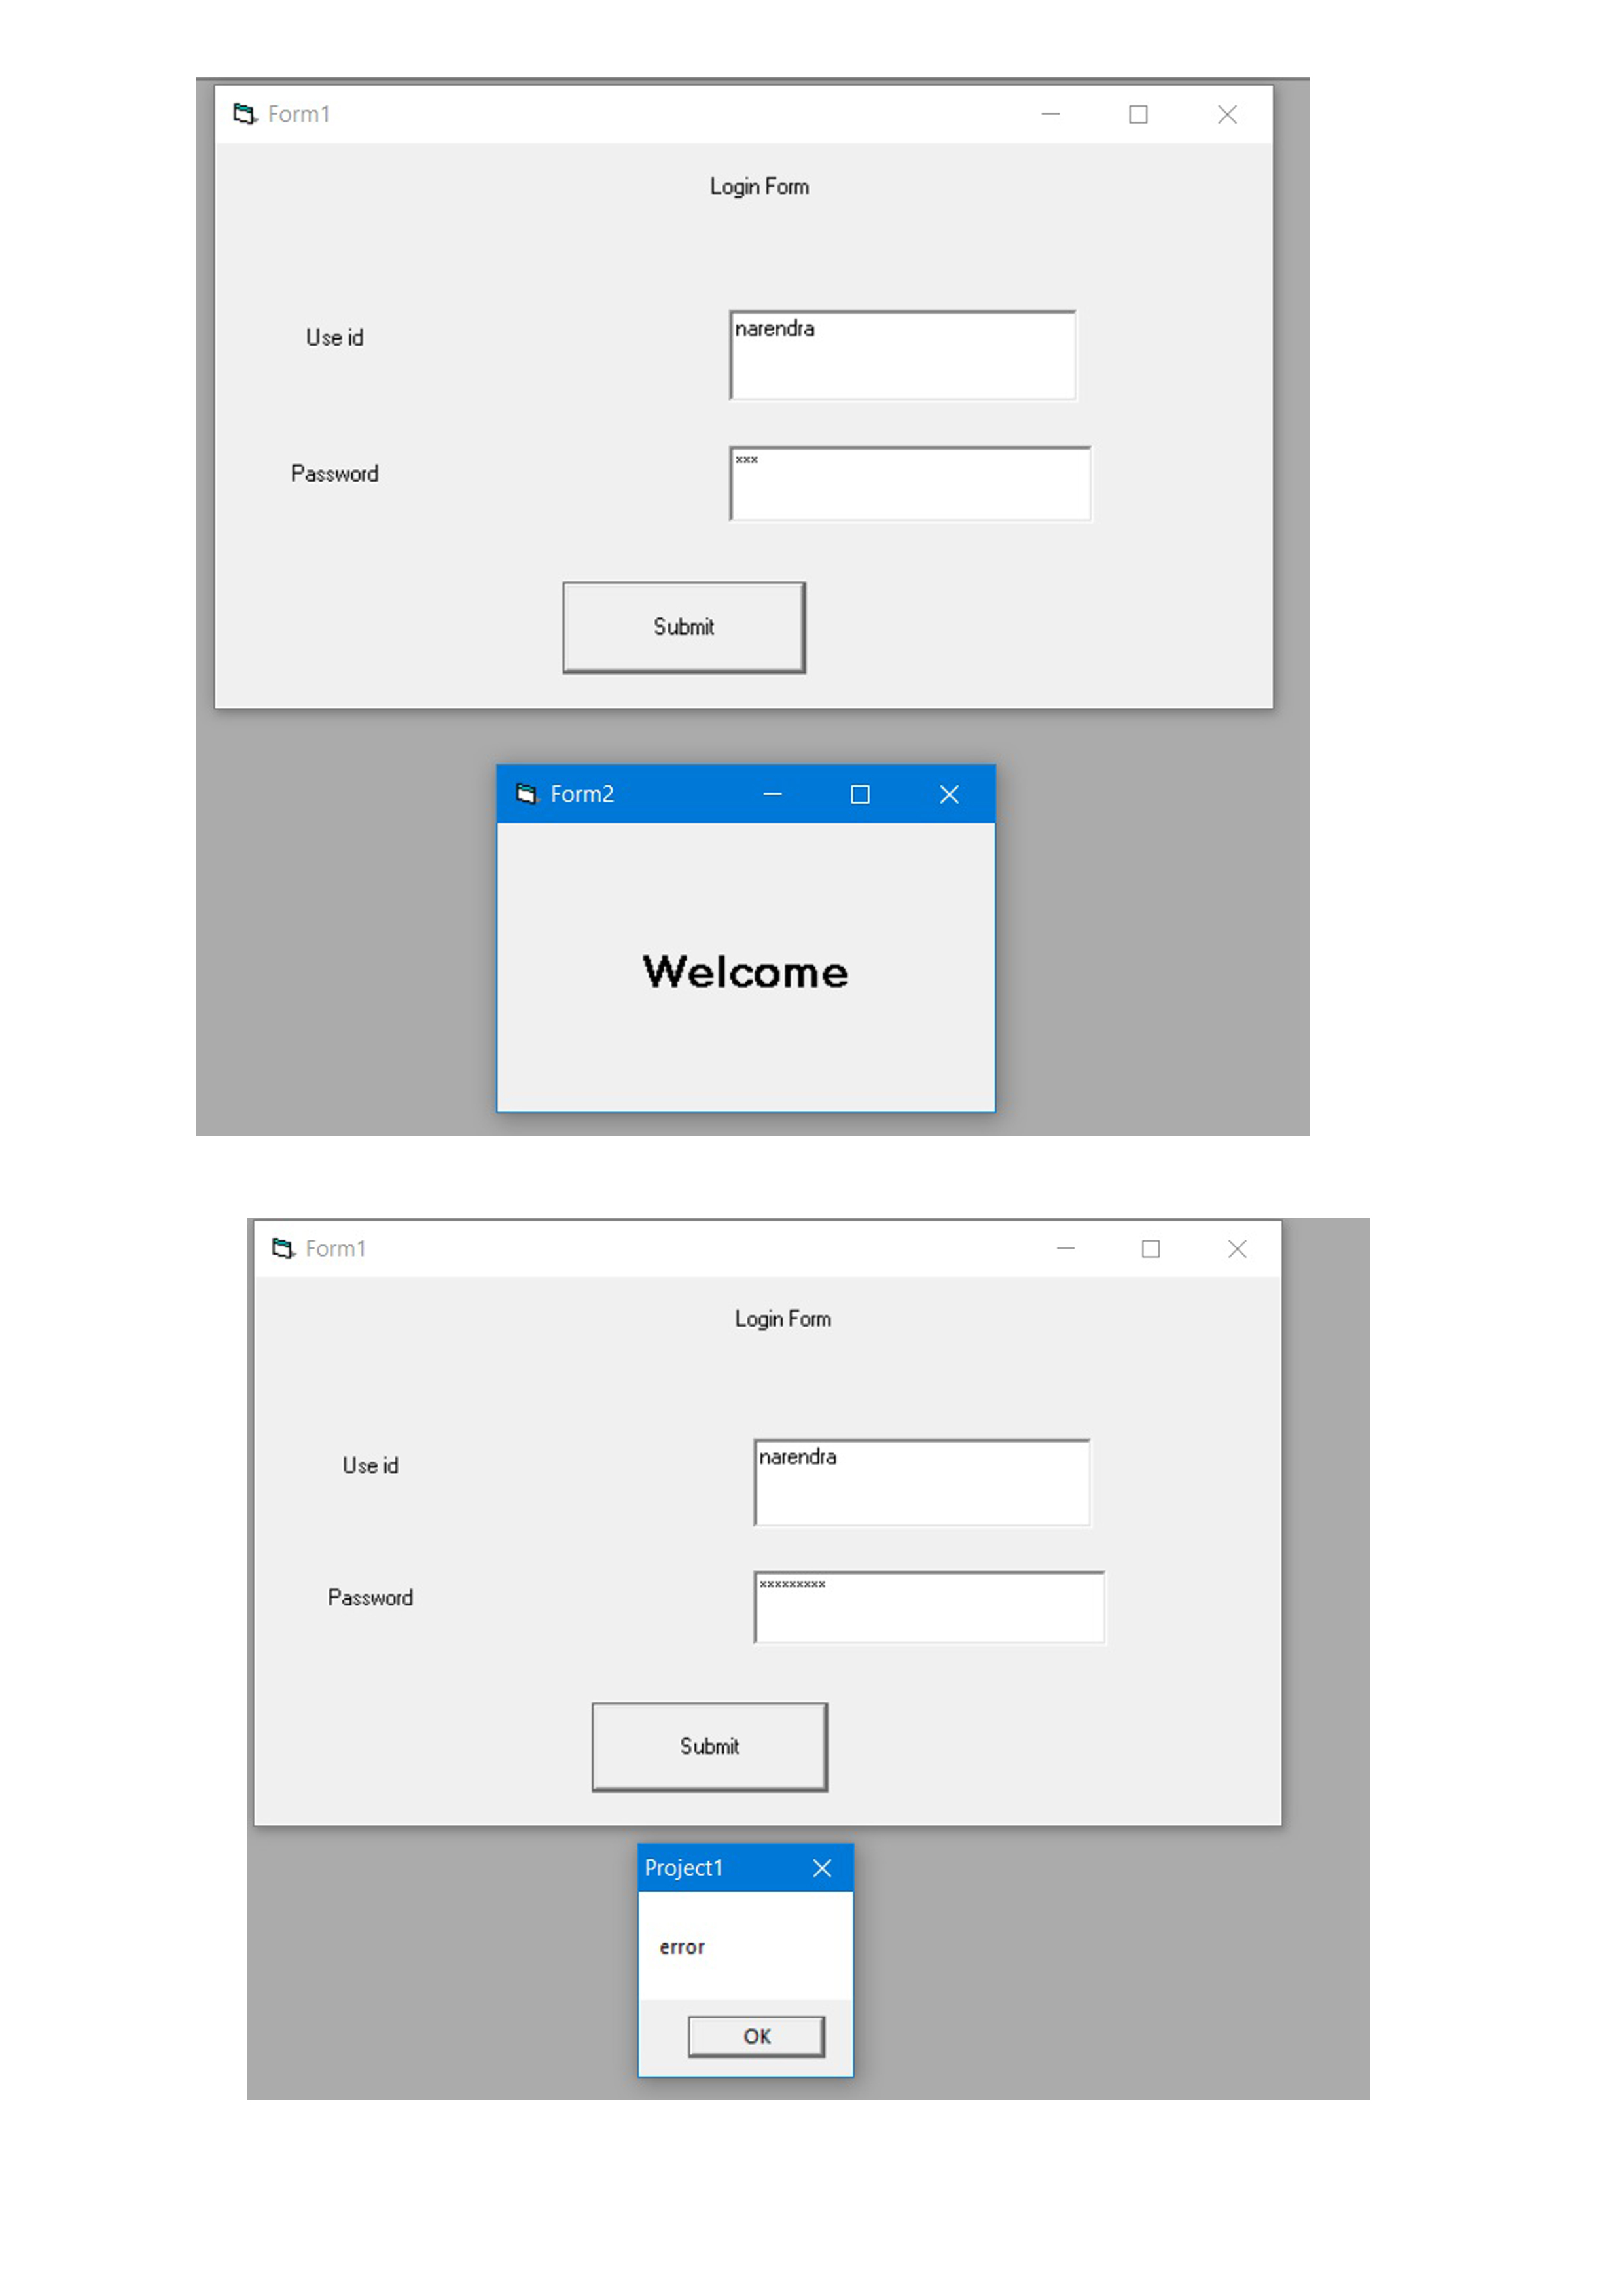 Form1
Login Form
Use id
narendra
Password
×××
Submit
Form2
Welcome
Form1
Login Form
Use id
narendra
Password
×××××××××
Submit
Project1
error
OK